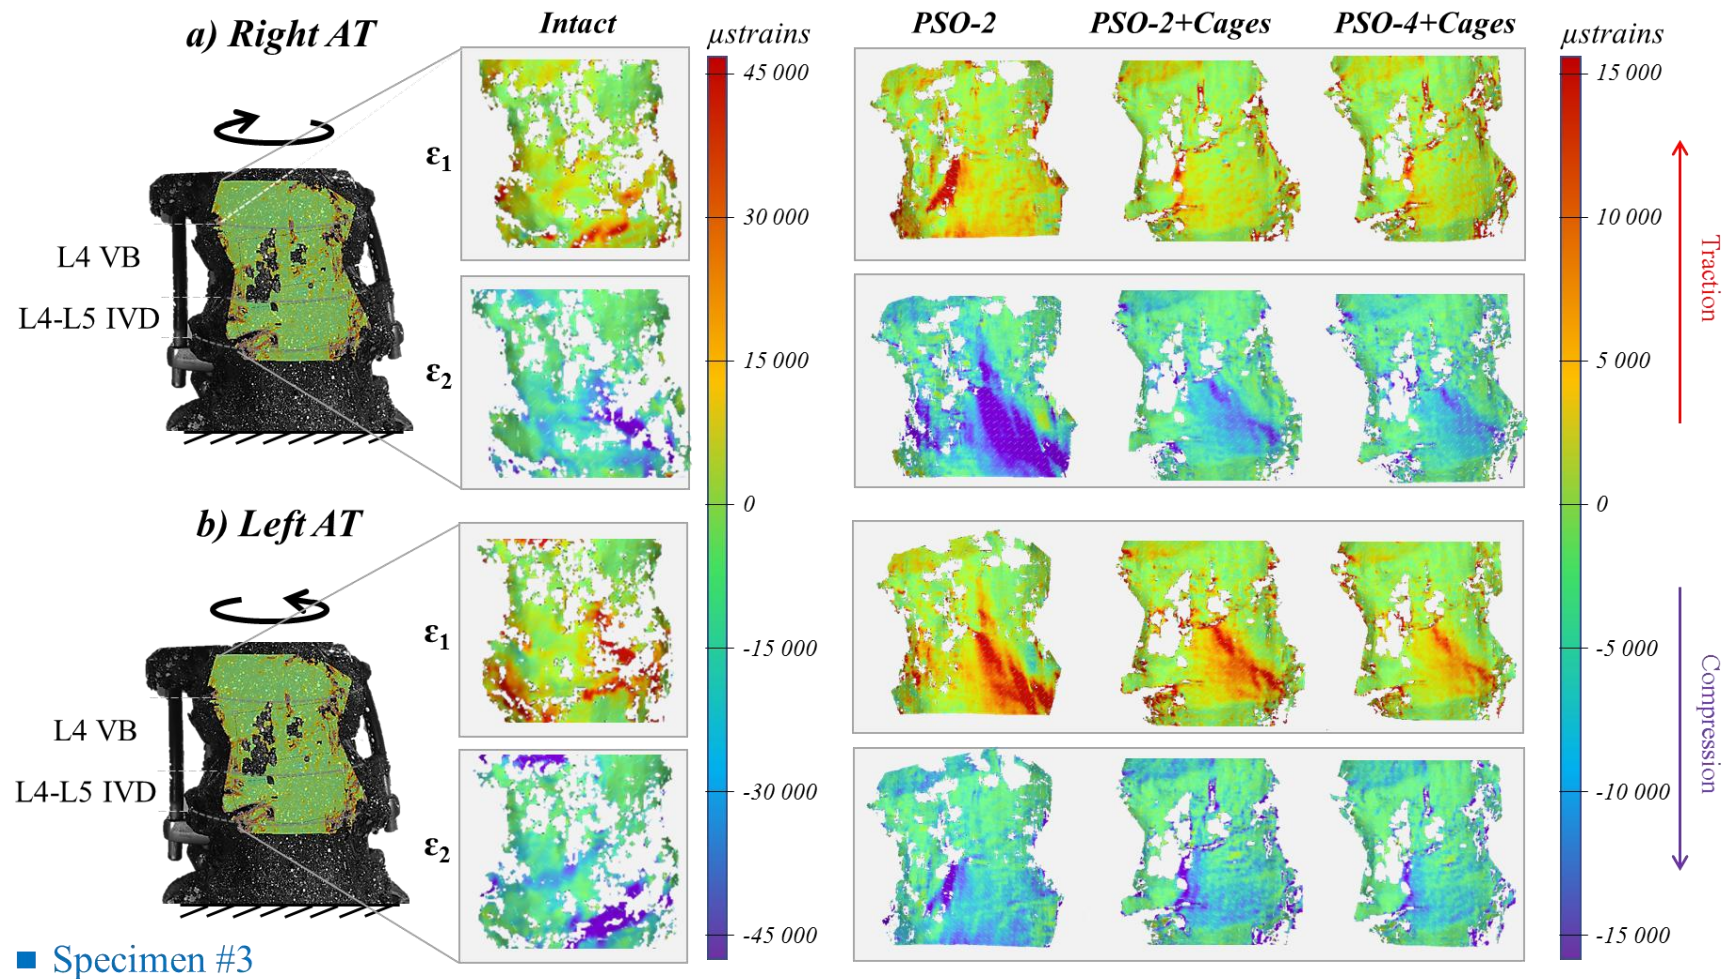 a) Right AT
Intact
μstrains
PSO-2
PSO-2+Cages
PSO-4+Cages
μstrains
L4 VB
L4-L5 IVD
ε1
ε2
45 000
30 000
15 000
0
-15 000
-30 000
-45 000
15 000
10 000
5 000
0
-5 000
-10 000
-15 000
Traction
Compression
b) Left AT
L4 VB
L4-L5 IVD
ε1
ε2
Specimen #3